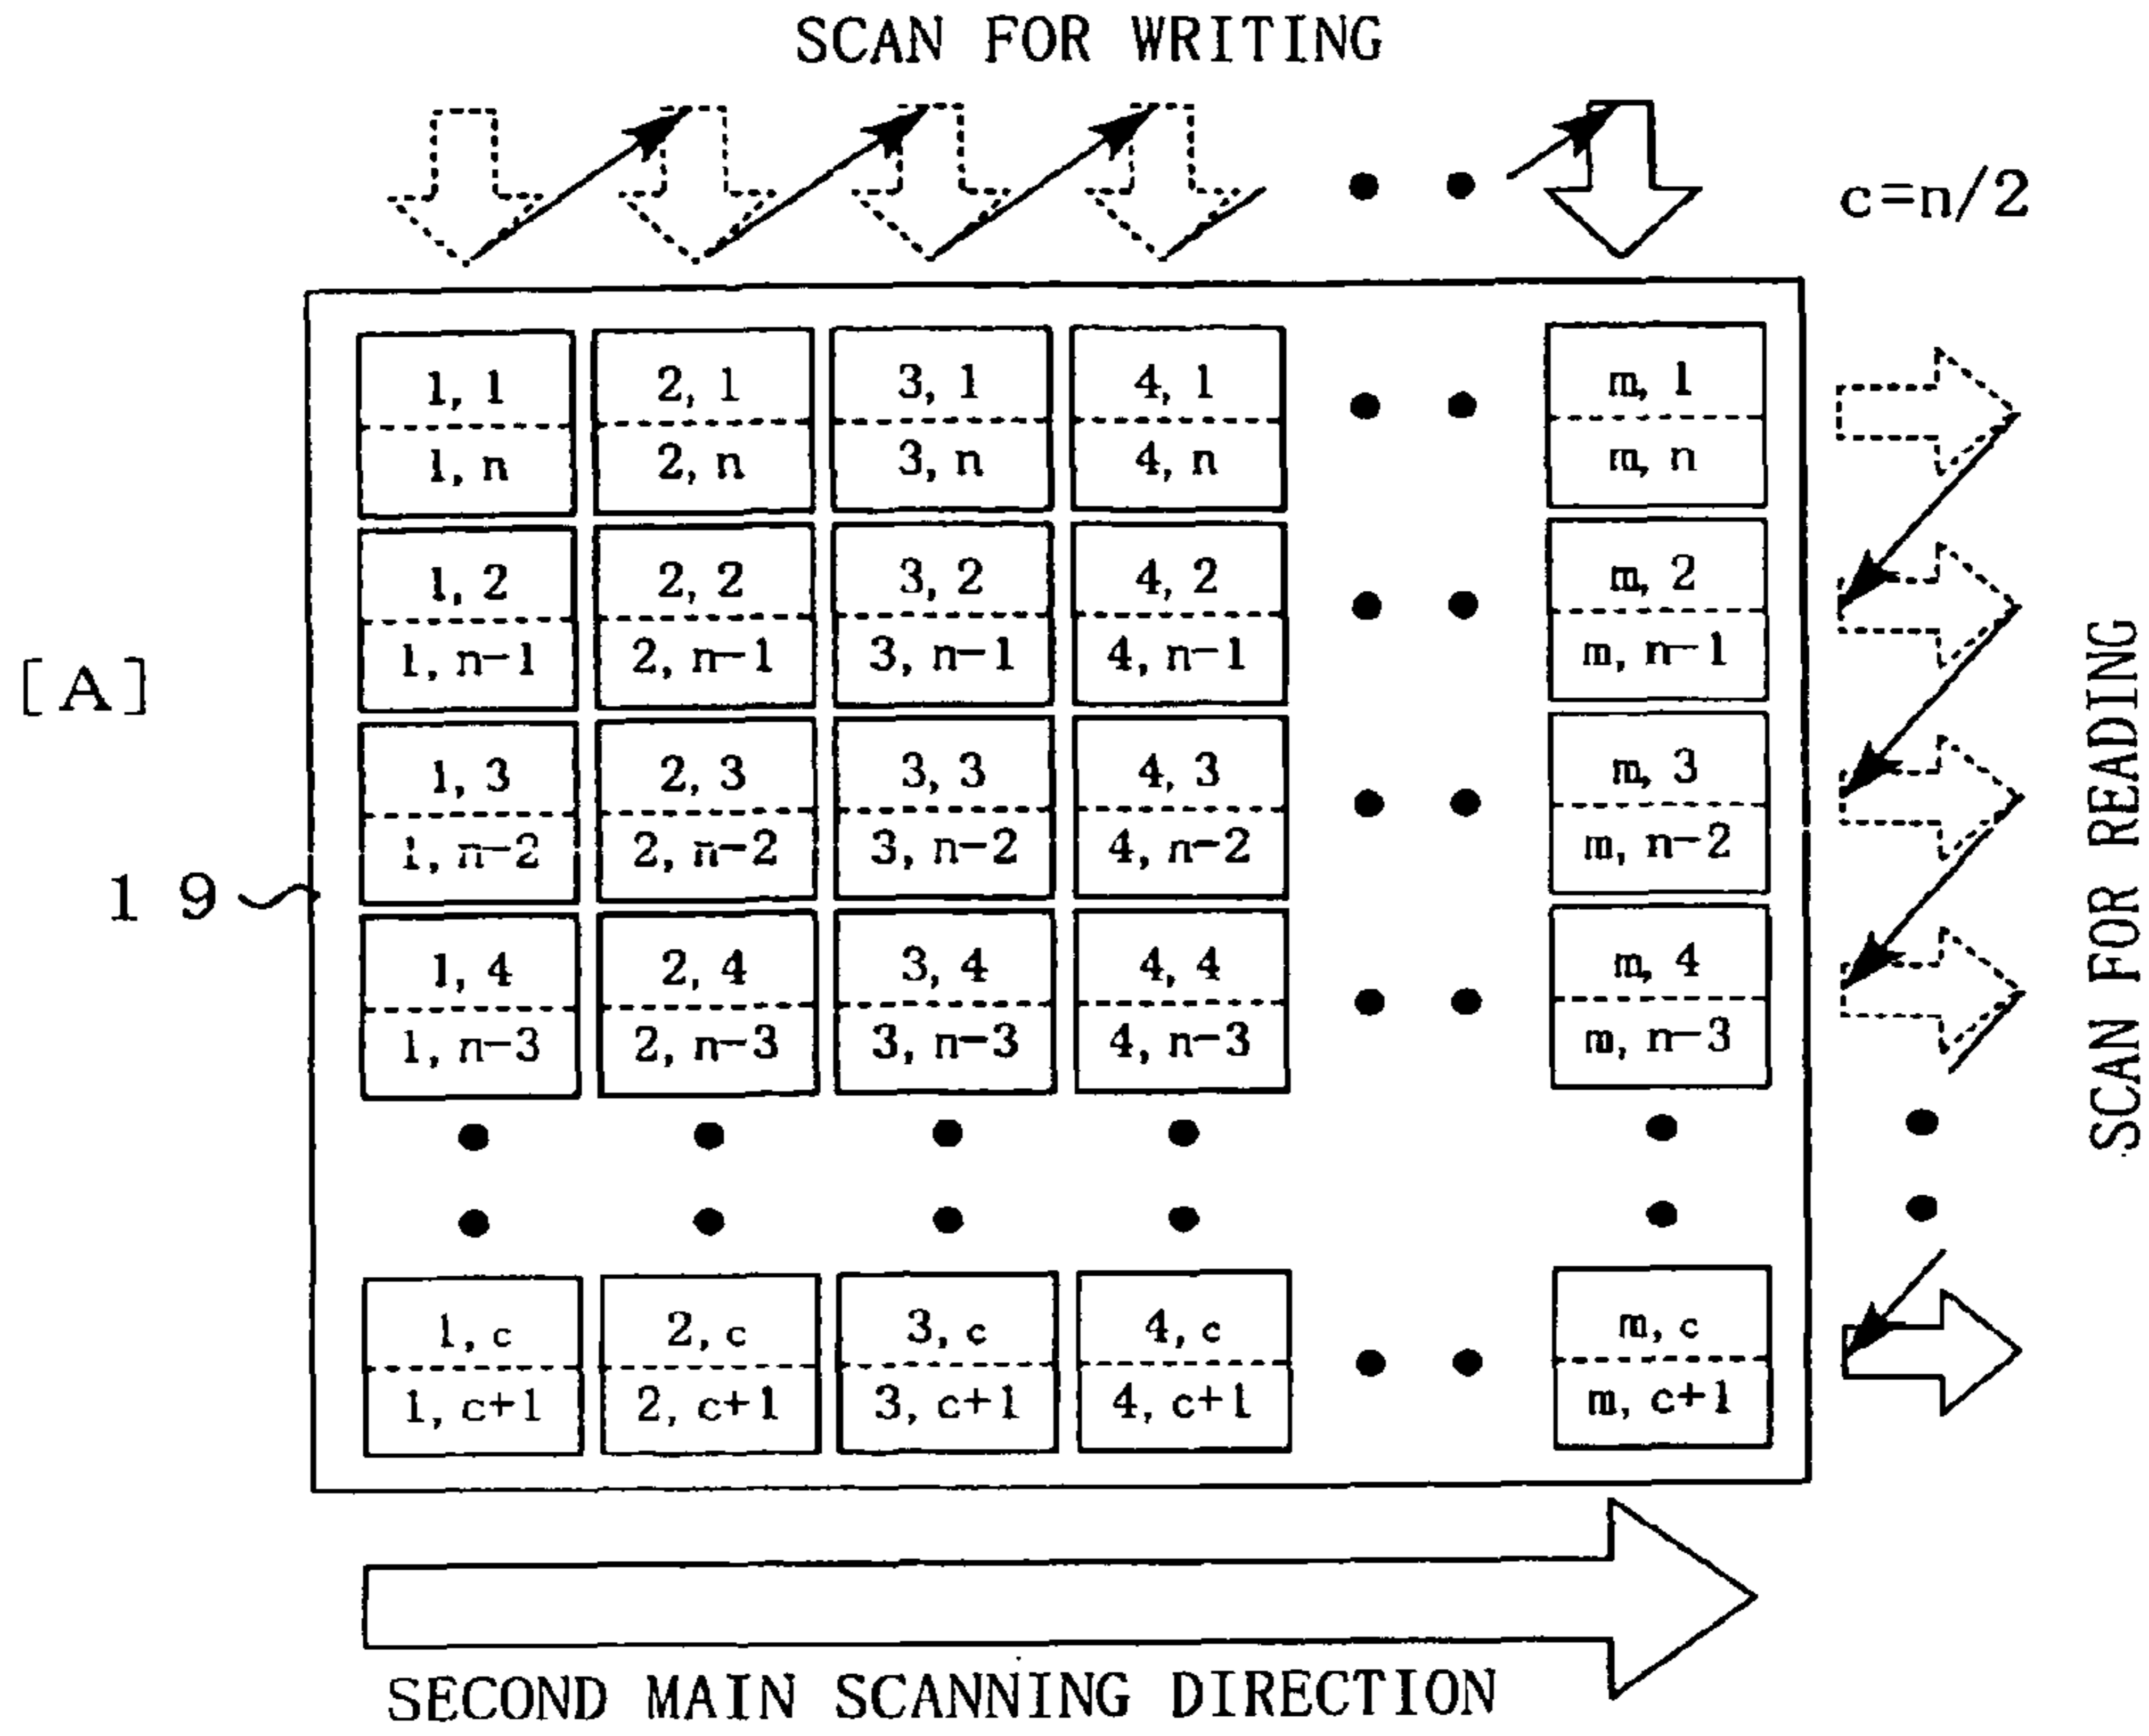 SCAN FOR WRITING
c=n/2
1, 1 2, 1 3, 1 4, 1 m, 1
1, n 2, n 3, n 4, n m, n
1, 2 2, 2 3, 2 4, 2 m, 2
1, n-1 2, n-1 3, n-1 4, n-1 m, n-1
[A]
1, 3 2, 3 3, 3 4, 3 m, 3
1, n-2 2, n-2 3, n-2 4, n-2 m, n-2
19
1, 4 2, 4 3, 4 4, 4 m, 4
1, n-3 2, n-3 3, n-3 4, n-3 m, n-3
SCAN FOR READING
1, c 2, c 3, c 4, c m, c
1, c+1 2, c+1 3, c+1 4, c+1 m, c+1
SECOND MAIN SCANNING DIRECTION